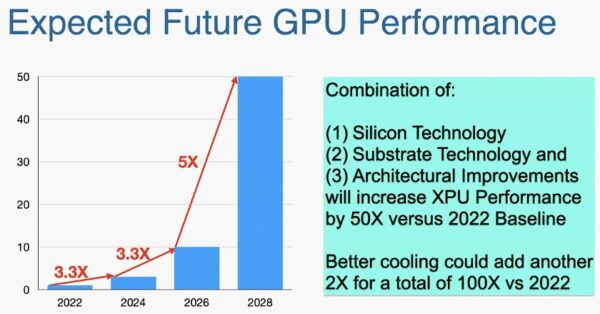 Expected Future GPU Performance
50
40
30
20
10
0
3.3X
3.3X
5X
2022 2024 2026 2028
Combination of:
(1) Silicon Technology
(2) Substrate Technology and
(3) Architectural Improvements
will increase XPU Performance
by 50X versus 2022 Baseline
Better cooling could add another
2X for a total of 100X vs 2022